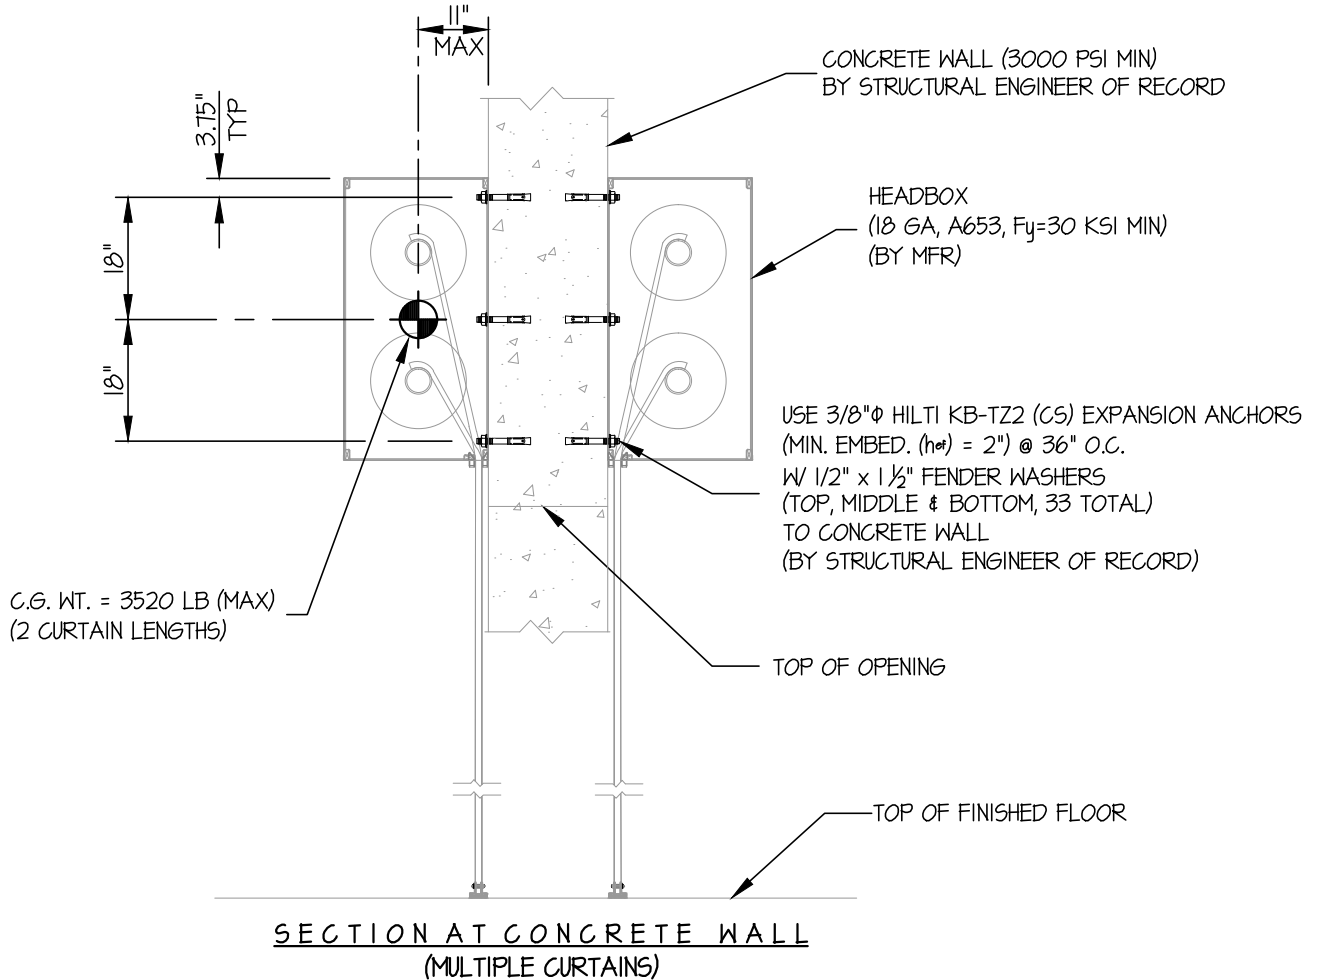 11"
MAX
CONCRETE WALL (3000 PSI MIN)
BY STRUCTURAL ENGINEER OF RECORD
3.75"
TYP
HEADBOX
(18 GA, A653, Fy=30 KSI MIN)
(BY MFR)
18"
18"
USE 3/8"Φ HILTI KB-TZ2 (CS) EXPANSION ANCHORS
(MIN. EMBED. (hef) = 2") @ 36" O.C.
W/ 1/2" x 1 1/2" FENDER WASHERS
(TOP, MIDDLE & BOTTOM, 33 TOTAL)
TO CONCRETE WALL
(BY STRUCTURAL ENGINEER OF RECORD)
C.G. WT. = 3520 LB (MAX)
(2 CURTAIN LENGTHS)
TOP OF OPENING
TOP OF FINISHED FLOOR
SECTION AT CONCRETE WALL
(MULTIPLE CURTAINS)